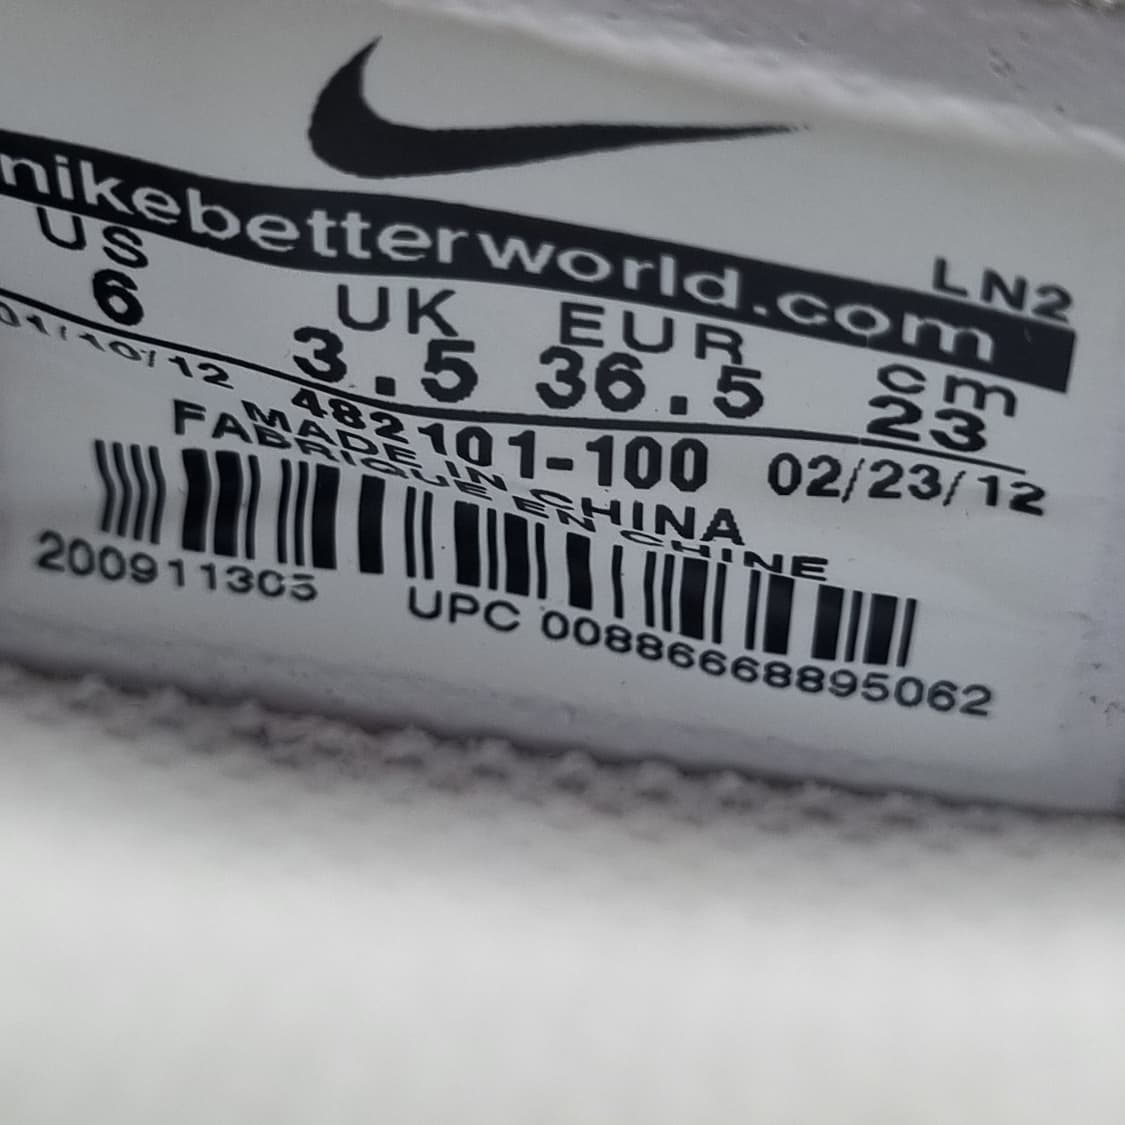 nikebetterworld.com
LN2
US UK EUR cm
6 3.5 36.5 23
01/10/12 482101-100 02/23/12
MADE IN CHINA
FABRIQUE EN CHINE
200911305 UPC 00886668895062